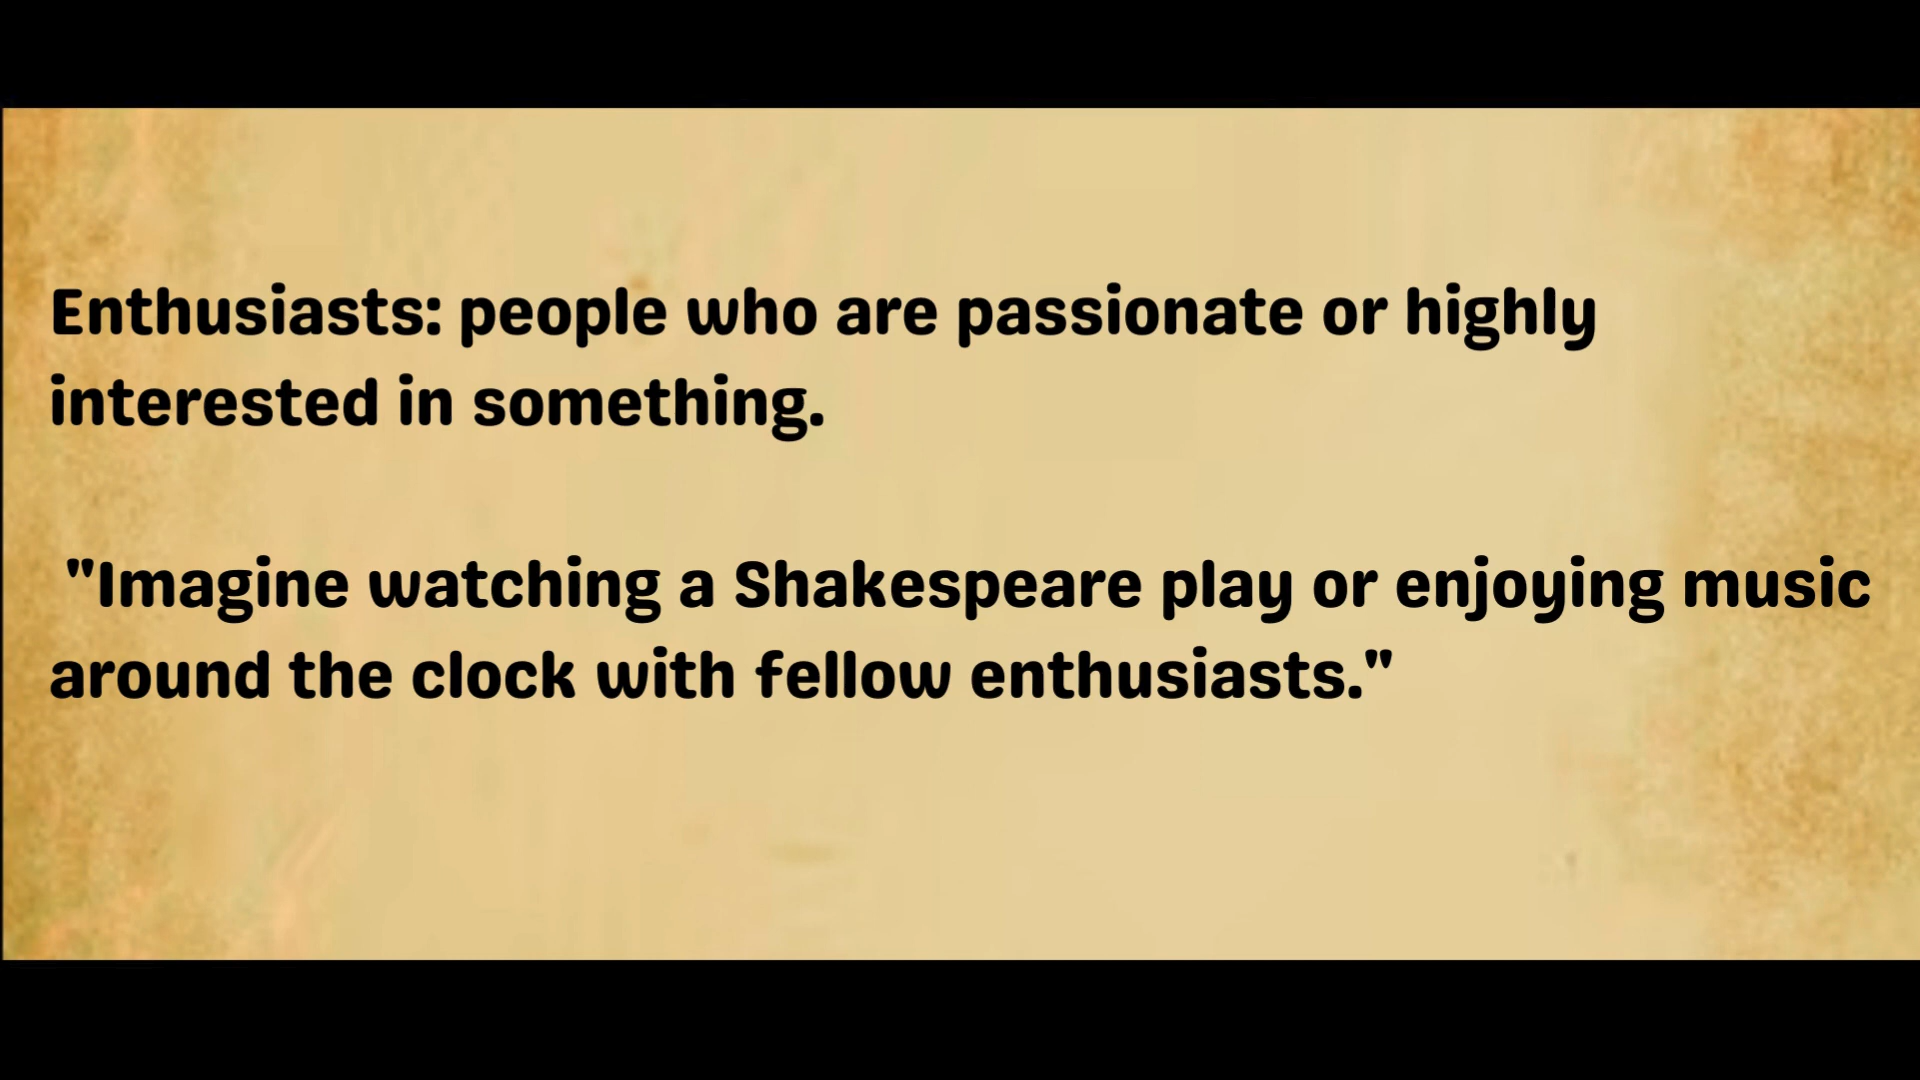 Enthusiasts: people who are passionate or highly
interested in something.
"Imagine watching a Shakespeare play or enjoying music
around the clock with fellow enthusiasts."